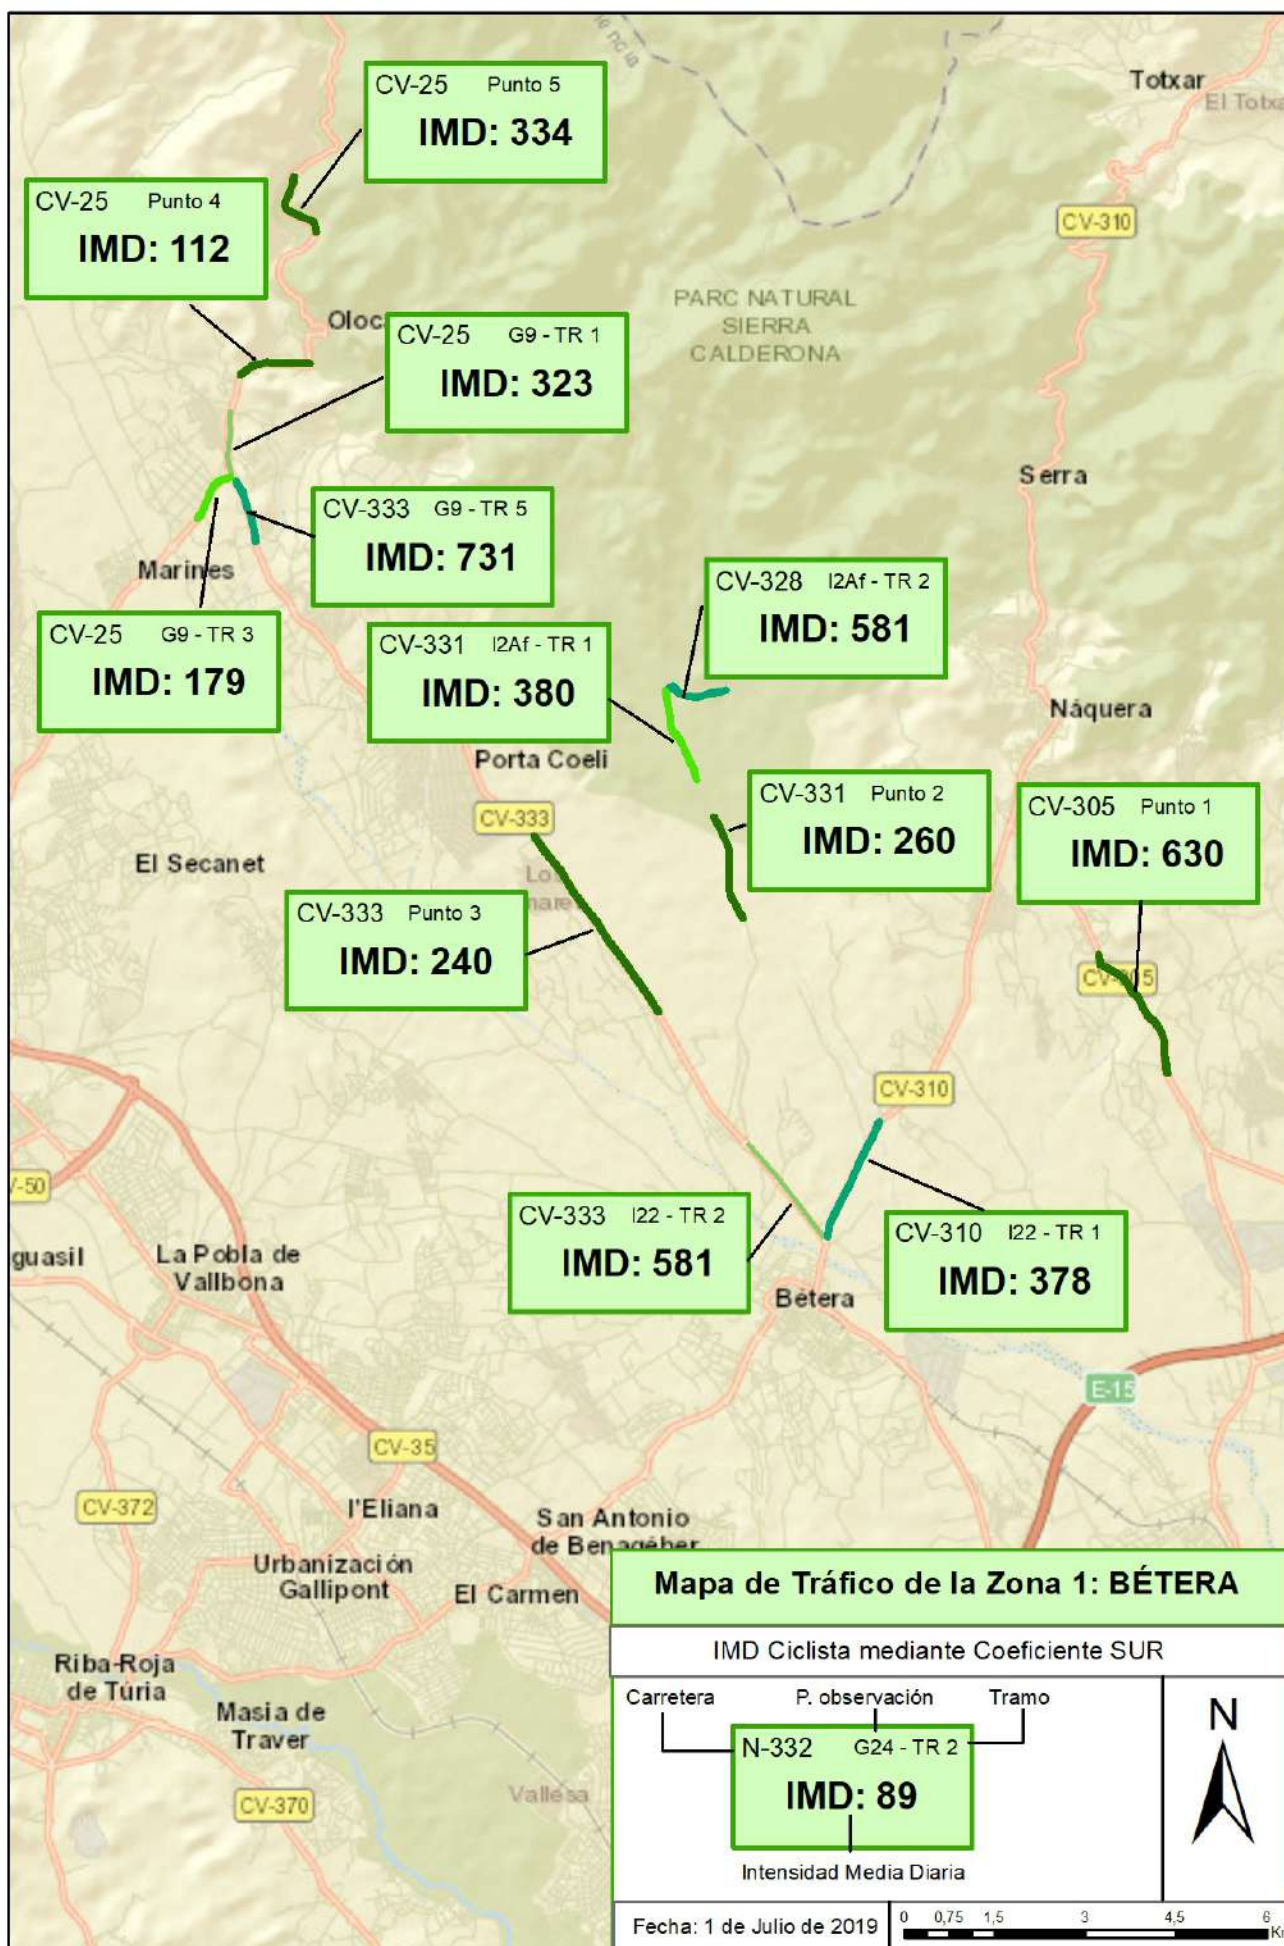 Totxar
El Totxa
CV-25 Punto 5
IMD: 334
CV-25 Punto 4
IMD: 112
CV-310
PARC NATURAL
SIERRA
CALDERONA
Oloc
CV-25 G9 - TR 1
IMD: 323
Serra
CV-333 G9 - TR 5
IMD: 731
Marines
CV-328 I2Af - TR 2
IMD: 581
CV-25 G9 - TR 3
IMD: 179
CV-331 I2Af - TR 1
IMD: 380
Náquera
Porta Coeli
CV-331 Punto 2
IMD: 260
CV-305 Punto 1
IMD: 630
CV-333
El Secanet
CV-333 Punto 3
IMD: 240
CV-310
V-50
CV-333 I22 - TR 2
IMD: 581
CV-310 I22 - TR 1
IMD: 378
guasil
La Pobla de
Vallbona
Bétera
E-15
CV-35
CV-372
l'Eliana
San Antonio
de Benagéber
Urbanización
Gallipont
El Carmen
Riba-Roja
de Túria
Masia de
Traver
CV-370
Vallesa
Mapa de Tráfico de la Zona 1: BÉTERA
IMD Ciclista mediante Coeficiente SUR
Carretera P. observación Tramo
N-332 G24 - TR 2
IMD: 89
Intensidad Media Diaria
N
Fecha: 1 de Julio de 2019
0 0,75 1,5 3 4,5 6